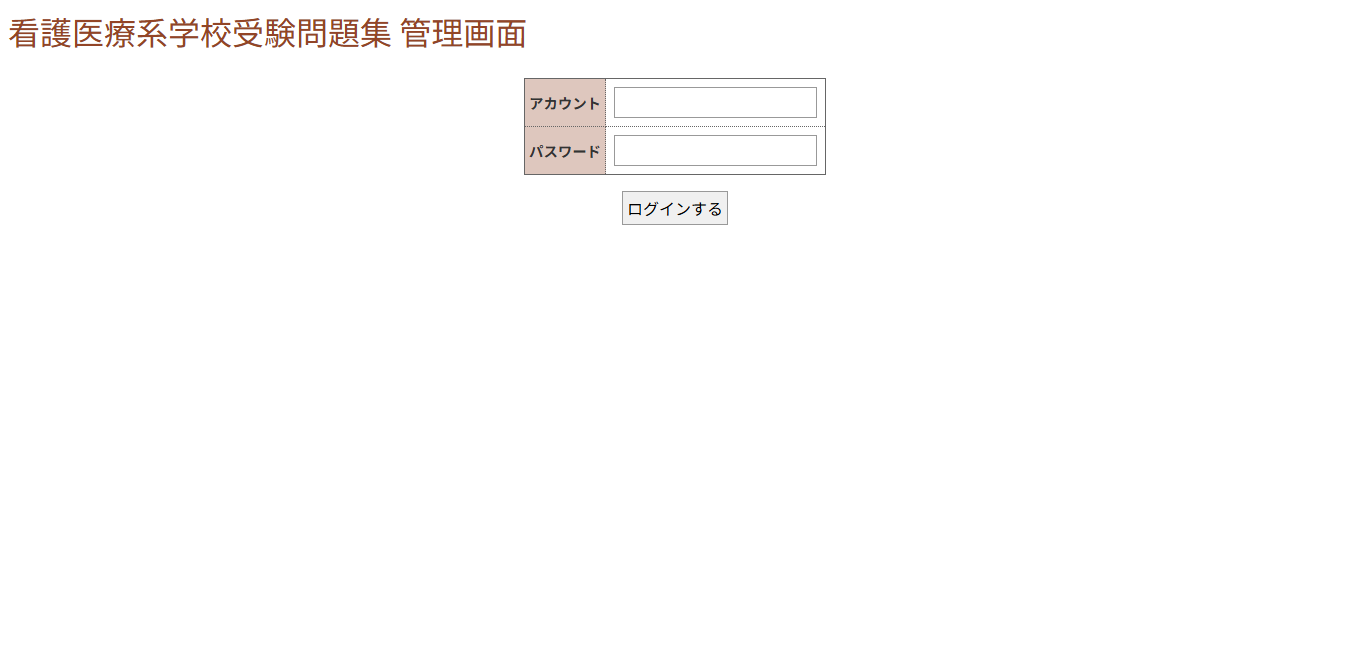 看護医療系学校受験問題集 管理画面
アカウント
パスワード
ログインする